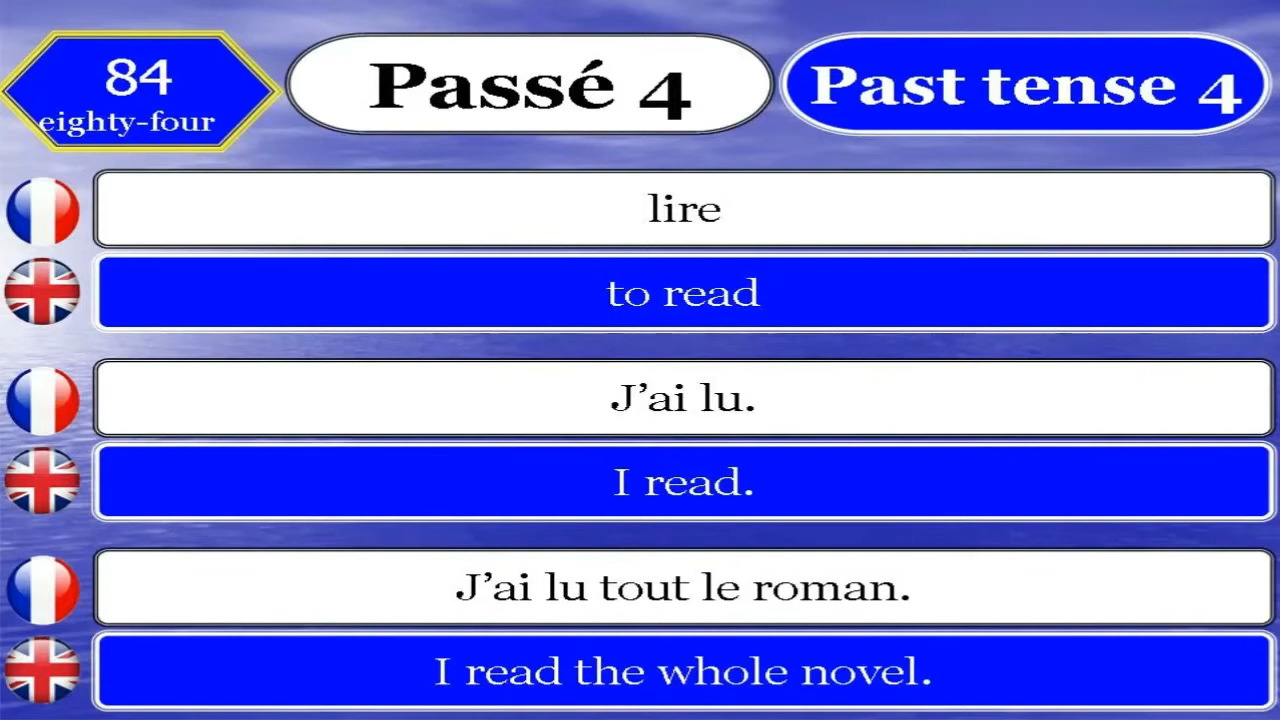 84
eighty-four
Passé 4
Past tense 4
lire
to read
J’ai lu.
I read.
J’ai lu tout le roman.
I read the whole novel.